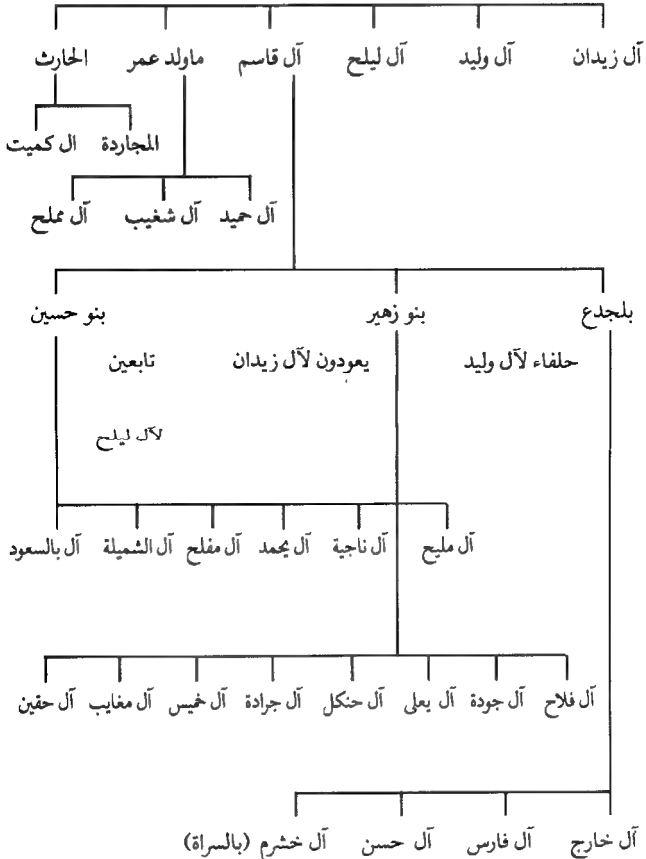 آل زيدان آل وليد آل ليلح آل قاسم ماولد عمر الحارث
المجاردة ال كميت
آل حميد آل شغيب آل مملح
بلجدع بنو زهير بنو حسين
حلفاء لآل وليد يعودون لآل زيدان تابعين
لآل ليلح
آل مليح آل ناجية آل يحمد آل مفلح آل الشميلة آل بالسعود
آل فلاح آل جودة آل يعلى آل حنكل آل جرادة آل خميس آل مغايب آل حقين
آل خارج آل فارس آل حسن آل خشرم (بالسراة)